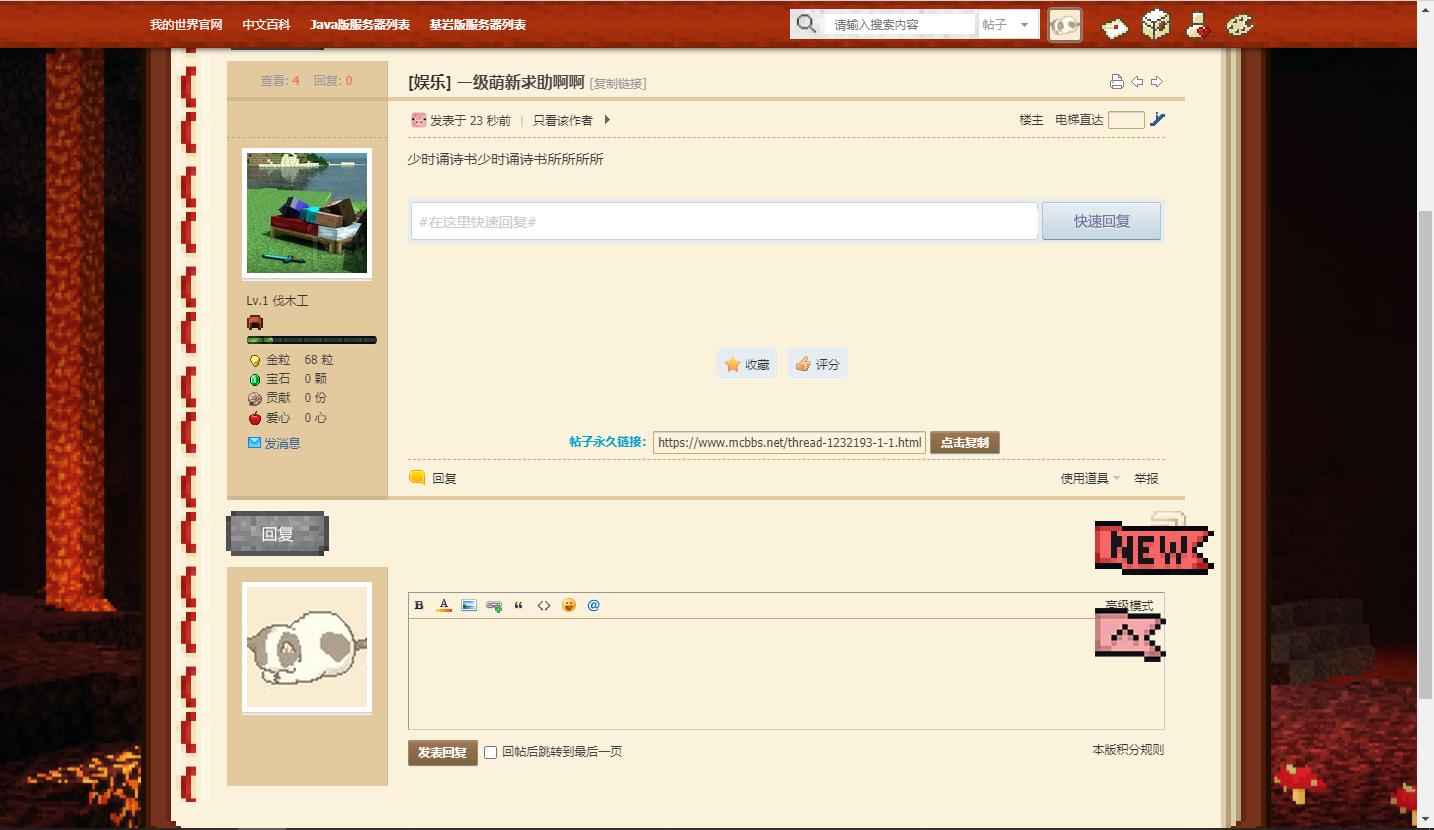 我的世界官网 中文百科 Java版服务器列表 基岩版服务器列表 请输入搜索内容 帖子
查看: 4 回复: 0 [娱乐] 一级萌新求助啊啊 [复制链接]
发表于 23 秒前 | 只看该作者 楼主 电梯直达
少时诵诗书少时诵诗书所所所所
#在这里快速回复# 快速回复
Lv.1 伐木工
金粒 68 粒
宝石 0 颗
贡献 0 份
爱心 0 心
发消息
收藏 评分
帖子永久链接: https://www.mcbbs.net/thread-1232193-1-1.html 点击复制
回复 使用道具 举报
回复
NEW
B A “ <> @ 高级模式
发表回复 回帖后跳转到最后一页 本版积分规则